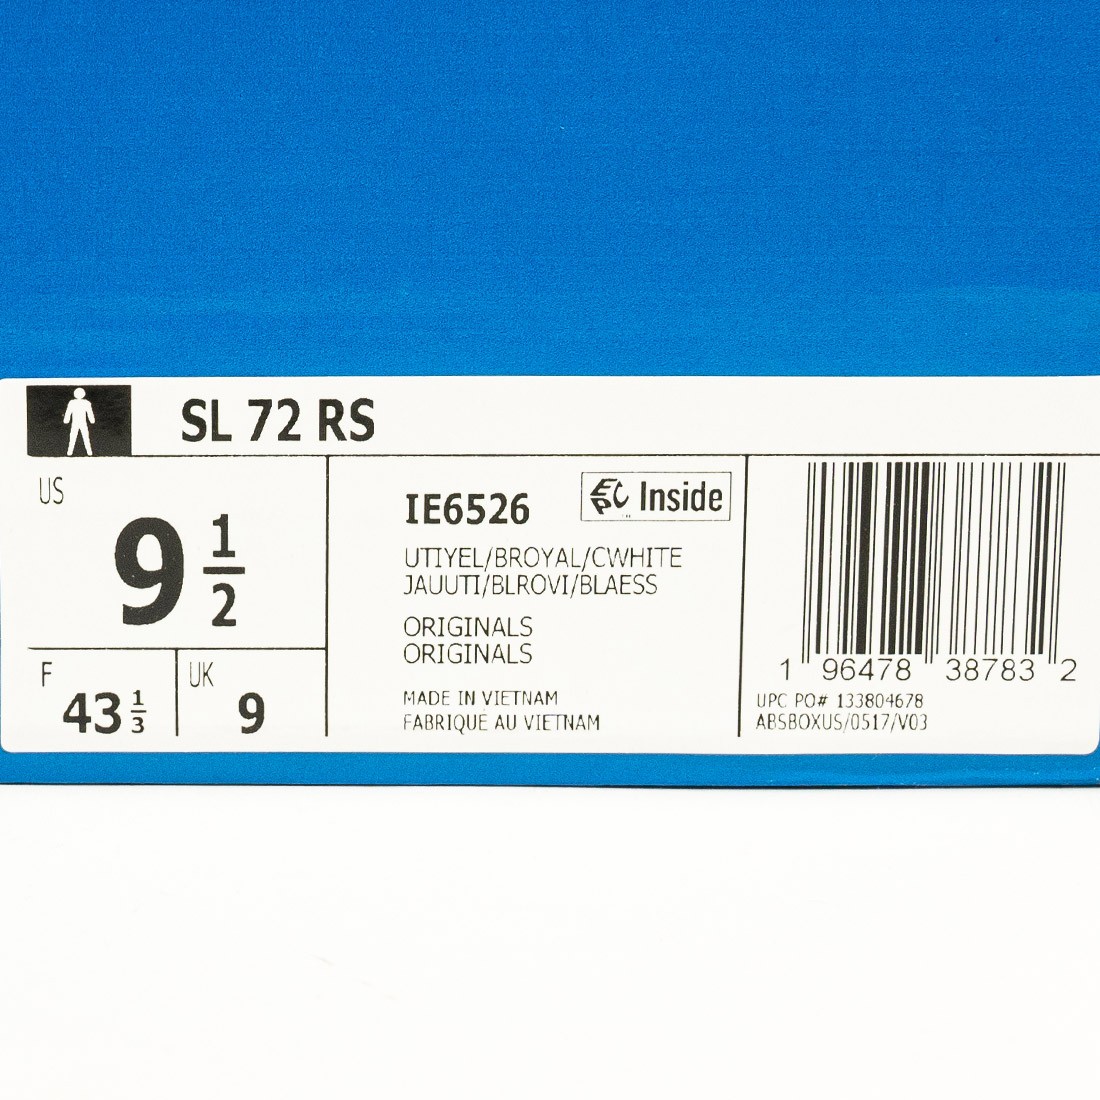 SL 72 RS
US
9 1/2
F
43 1/3
UK
9
IE6526
EPC Inside
UTIYEL/BROYAL/CWHITE
JAUUTI/BLROVI/BLAESS
ORIGINALS
ORIGINALS
MADE IN VIETNAM
FABRIQUE AU VIETNAM
1 96478 38783 2
UPC PO# 133804678
ABSBOXUS/0517/V03